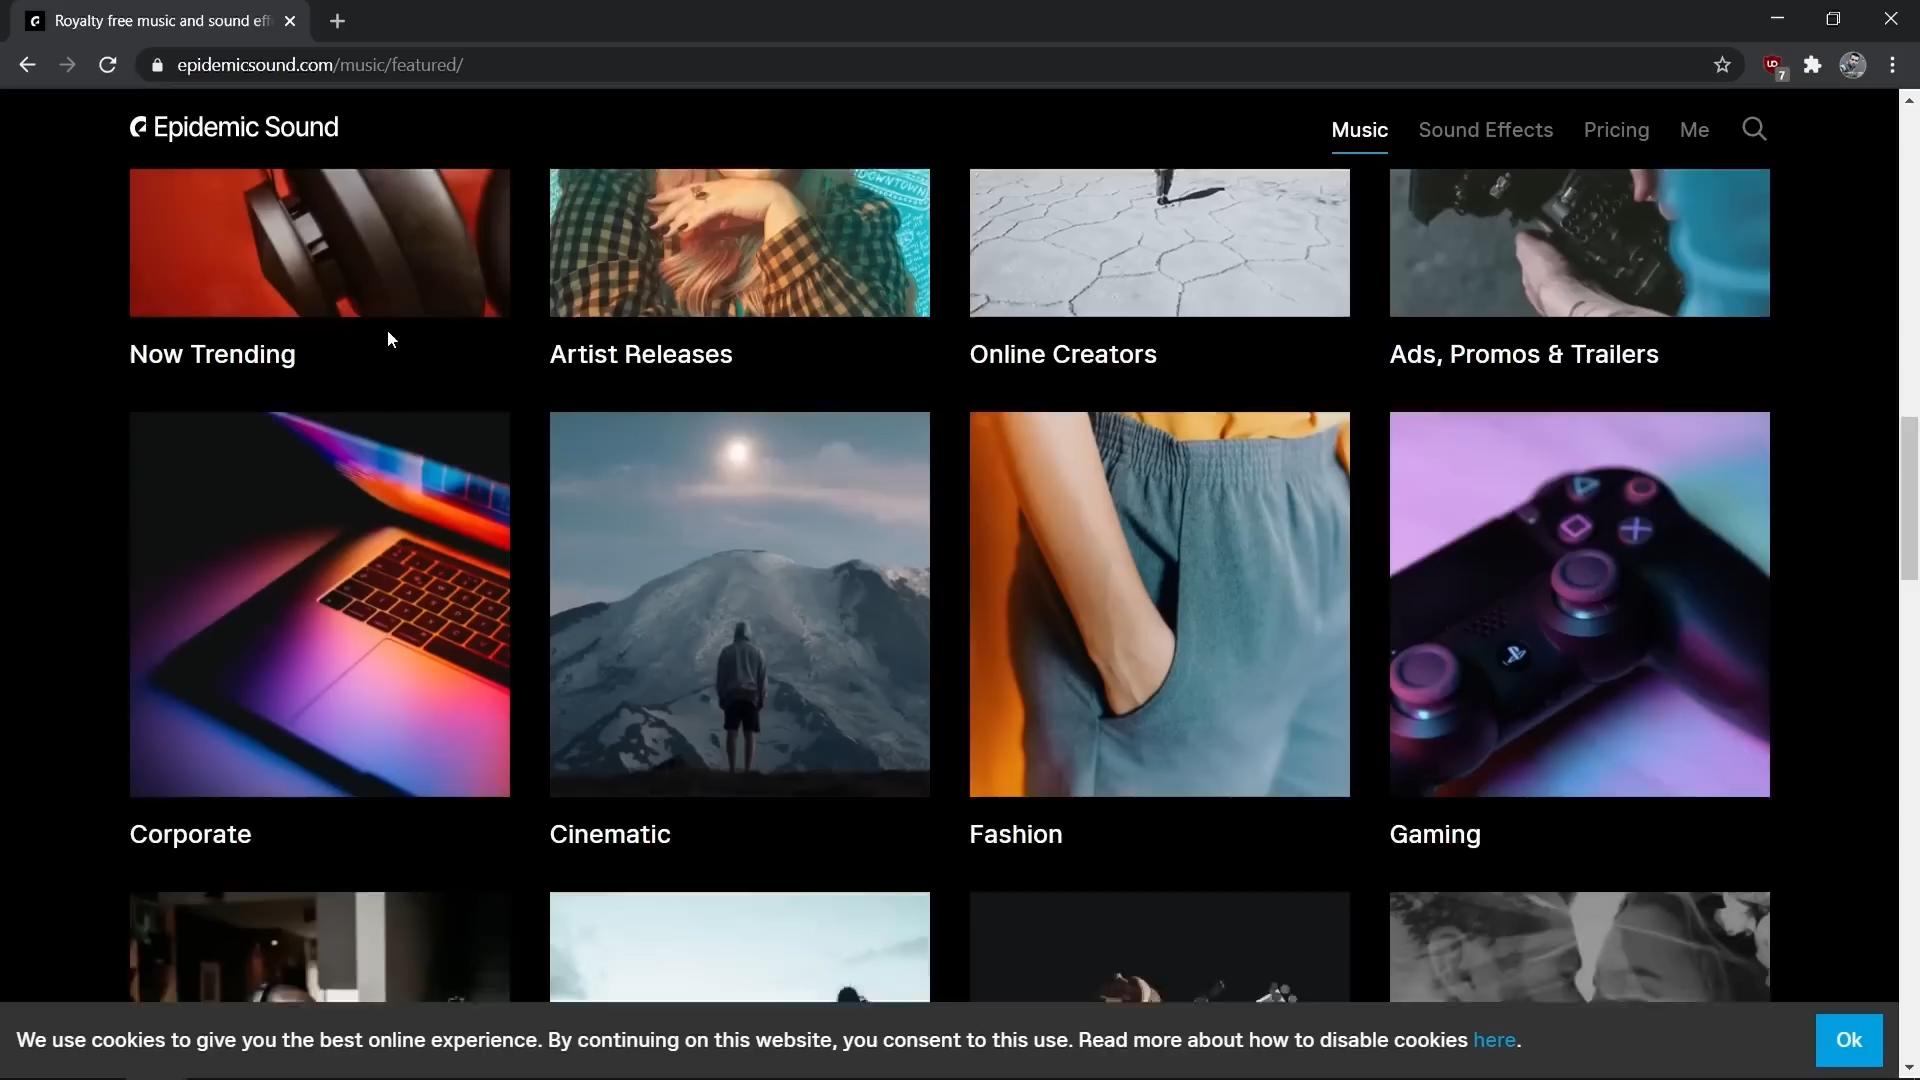 Royalty free music and sound eff
epidemicsound.com/music/featured/
7
Epidemic Sound
Music Sound Effects Pricing Me
DOWNTOWN
Now Trending
Artist Releases
Online Creators
Ads, Promos & Trailers
Corporate
Cinematic
Fashion
Gaming
We use cookies to give you the best online experience. By continuing on this website, you consent to this use. Read more about how to disable cookies here.
Ok